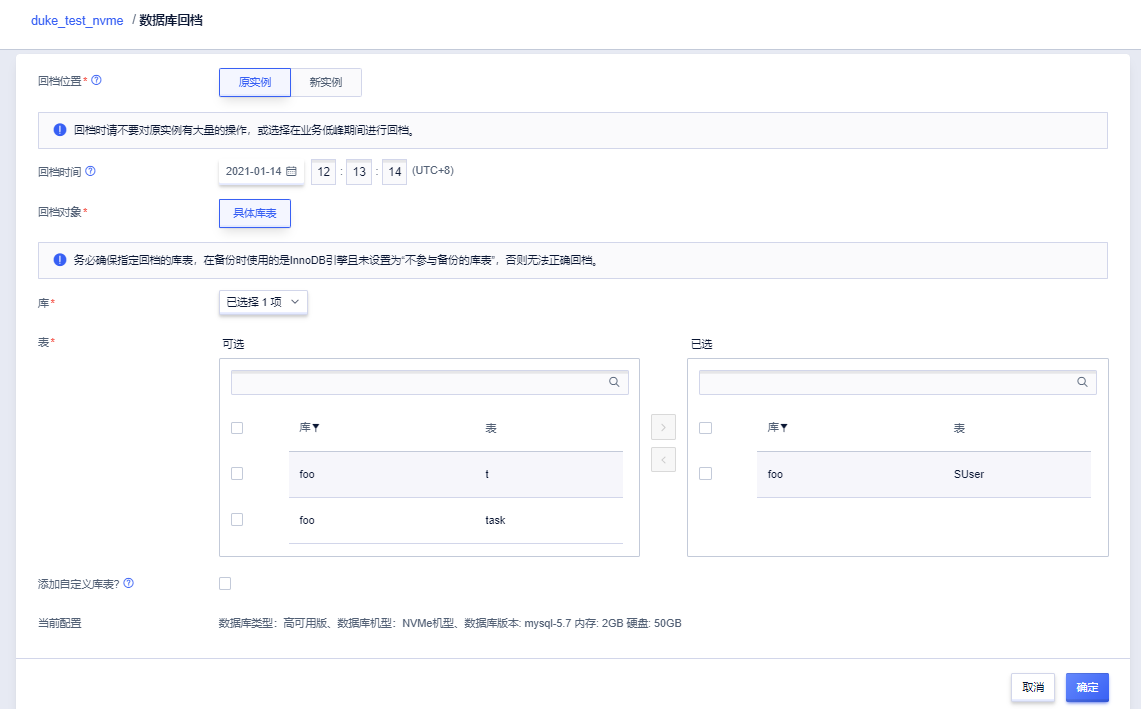 duke_test_nvme / 数据库回档
回档位置* 原实例 新实例
回档时请不要对原实例有大量的操作，或选择在业务低峰期间进行回档。
回档时间 2021-01-14 12 : 13 : 14 (UTC+8)
回档对象* 具体库表
务必确保指定回档的库表，在备份时使用的是InnoDB引擎且未设置为“不参与备份的库表”，否则无法正确回档。
库* 已选择 1 项
表* 可选 已选
库 表 库 表
foo t foo SUser
foo task
添加自定义库表?
当前配置 数据库类型：高可用版、数据库机型：NVMe机型、数据库版本: mysql-5.7 内存: 2GB 硬盘: 50GB
取消 确定